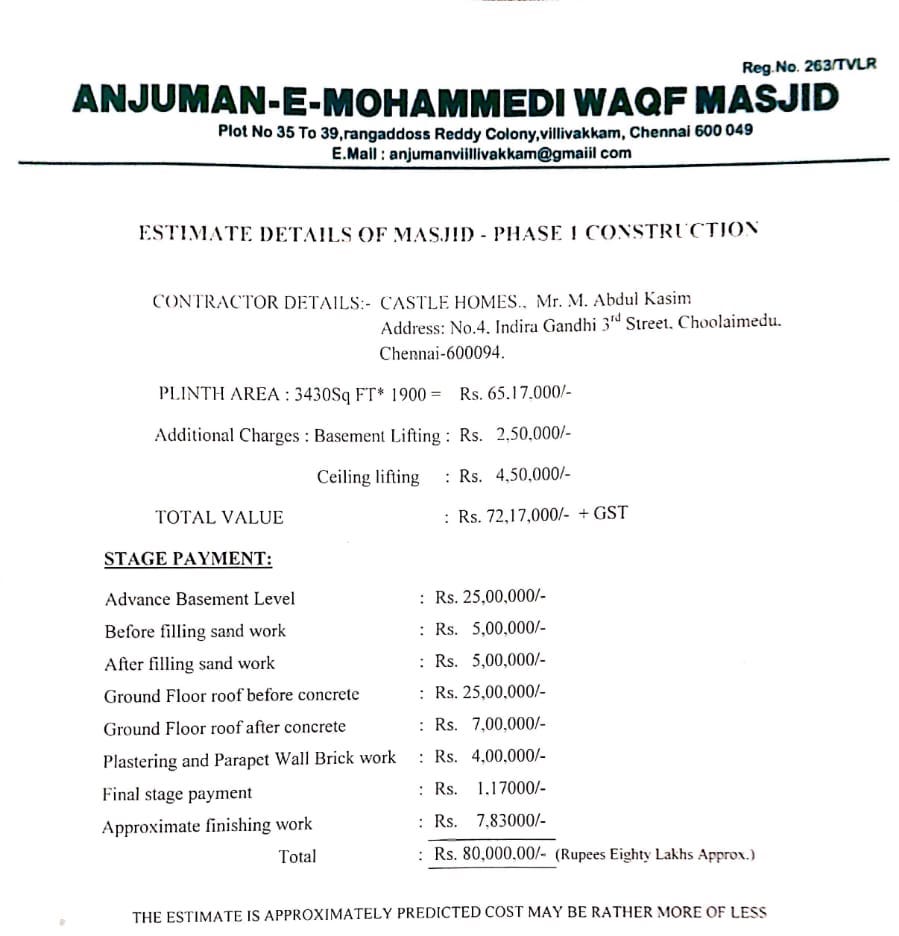 Reg.No. 263/TVLR
ANJUMAN-E-MOHAMMEDI WAQF MASJID
Plot No 35 To 39,rangaddoss Reddy Colony,villivakkam, Chennai 600 049
E.Mail : anjumanviilllivakkam@gmaiil com
ESTIMATE DETAILS OF MASJID - PHASE 1 CONSTRUCTION
CONTRACTOR DETAILS:- CASTLE HOMES., Mr. M. Abdul Kasim
Address: No.4, Indira Gandhi 3rd Street, Choolaimedu.
Chennai-600094.
PLINTH AREA : 3430Sq FT* 1900 = Rs. 65.17.000/-
Additional Charges : Basement Lifting : Rs. 2,50,000/-
Ceiling lifting : Rs. 4,50,000/-
TOTAL VALUE : Rs. 72,17,000/- + GST
STAGE PAYMENT:
Advance Basement Level : Rs. 25,00,000/-
Before filling sand work : Rs. 5,00,000/-
After filling sand work : Rs. 5,00,000/-
Ground Floor roof before concrete : Rs. 25,00,000/-
Ground Floor roof after concrete : Rs. 7,00,000/-
Plastering and Parapet Wall Brick work : Rs. 4,00,000/-
Final stage payment : Rs. 1.17000/-
Approximate finishing work : Rs. 7,83000/-
Total : Rs. 80,000.00/- (Rupees Eighty Lakhs Approx.)
THE ESTIMATE IS APPROXIMATELY PREDICTED COST MAY BE RATHER MORE OF LESS